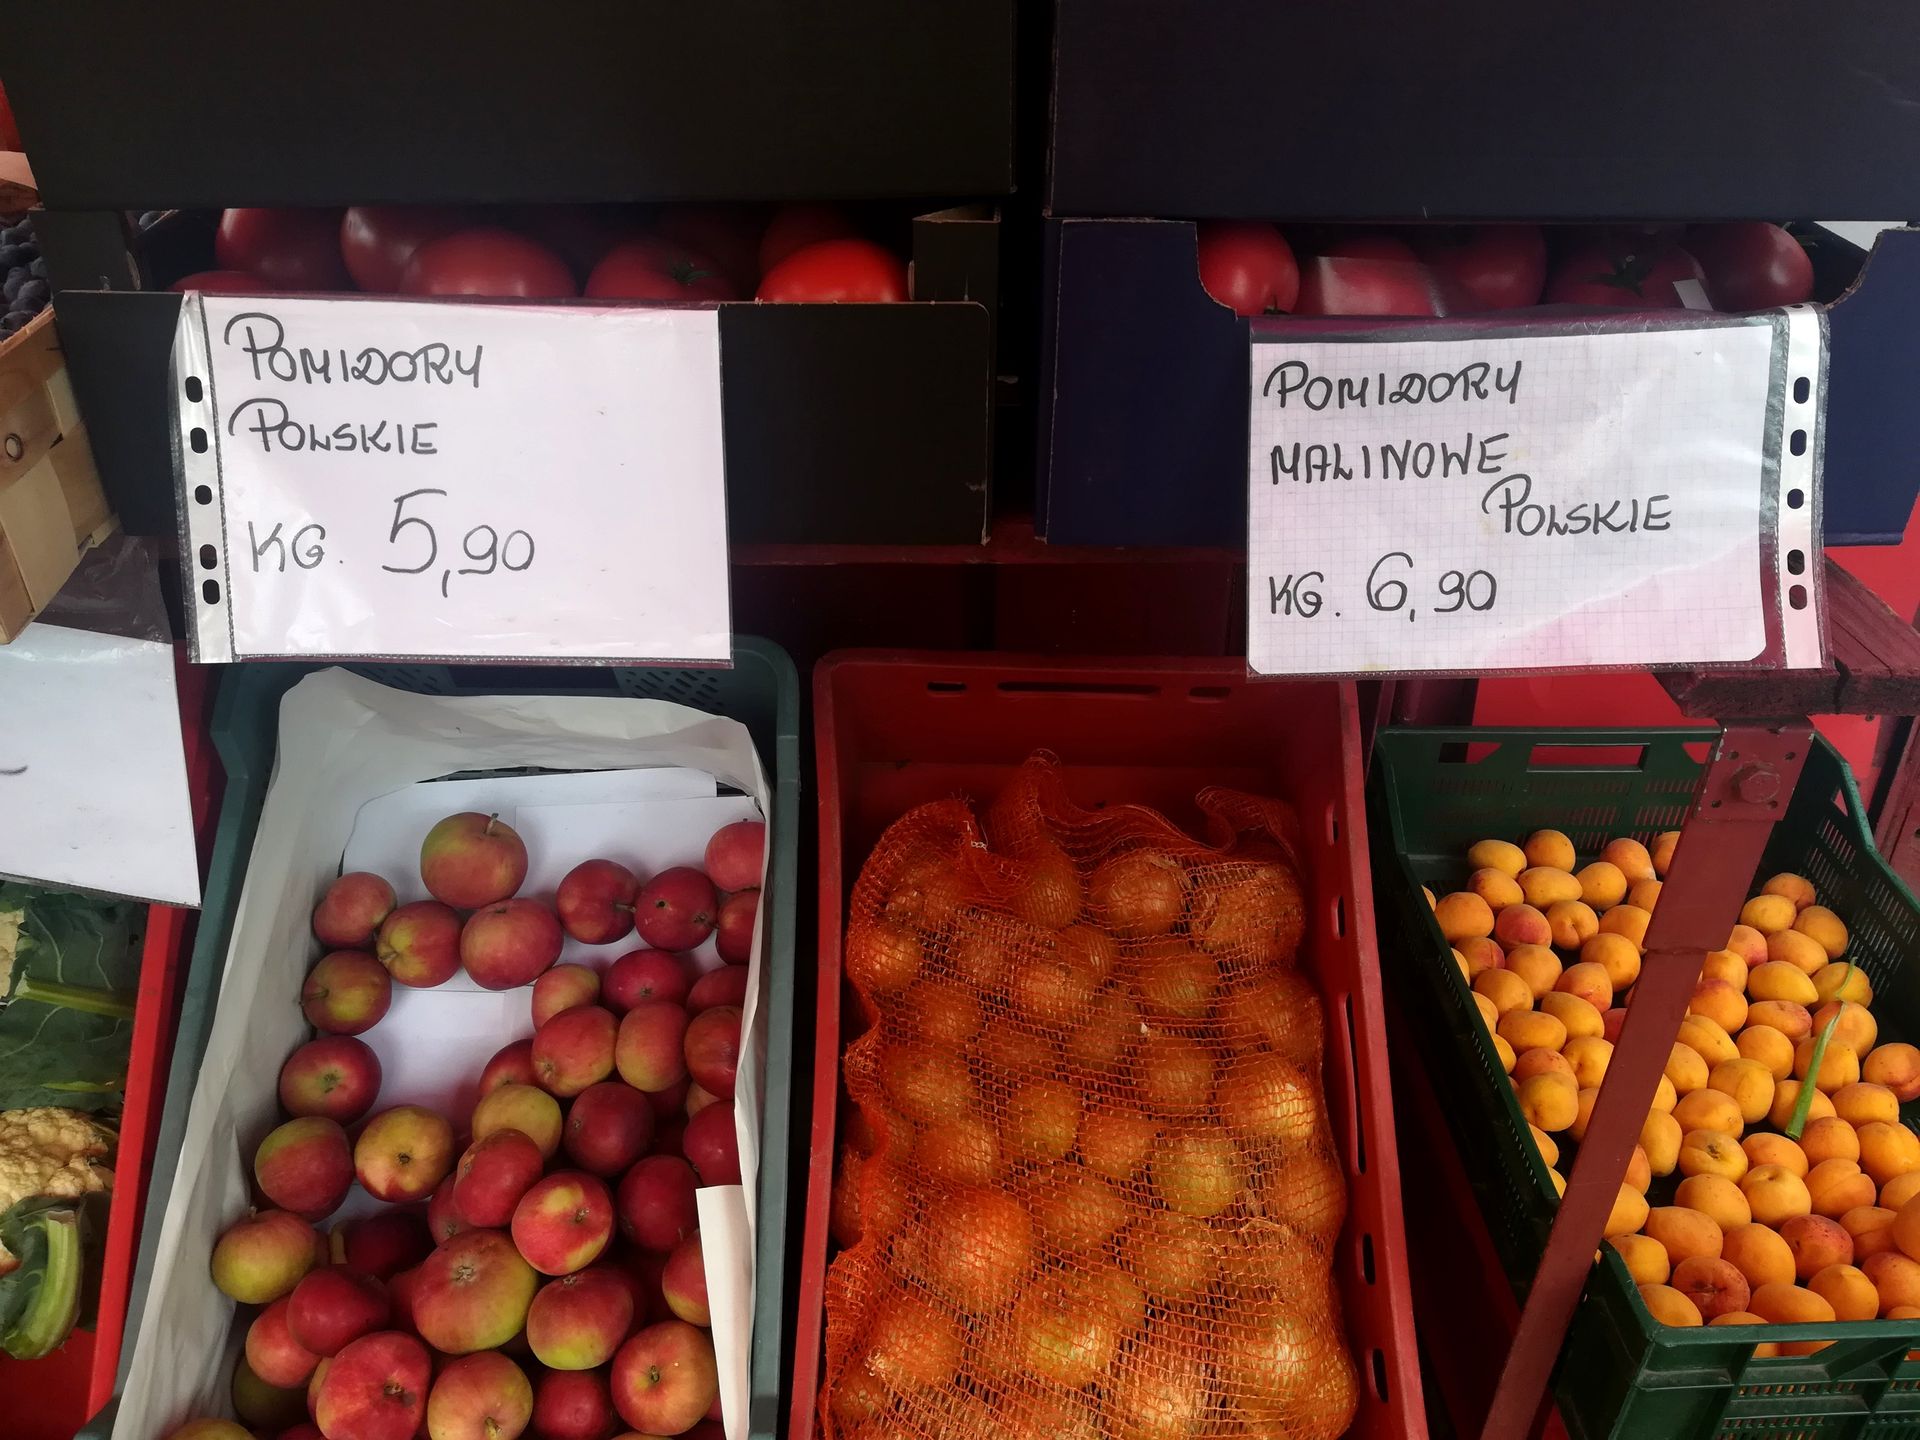 POMIDORY
POLSKIE
KG. 5,90
POMIDORY
MALINOWE
POLSKIE
KG. 6,90